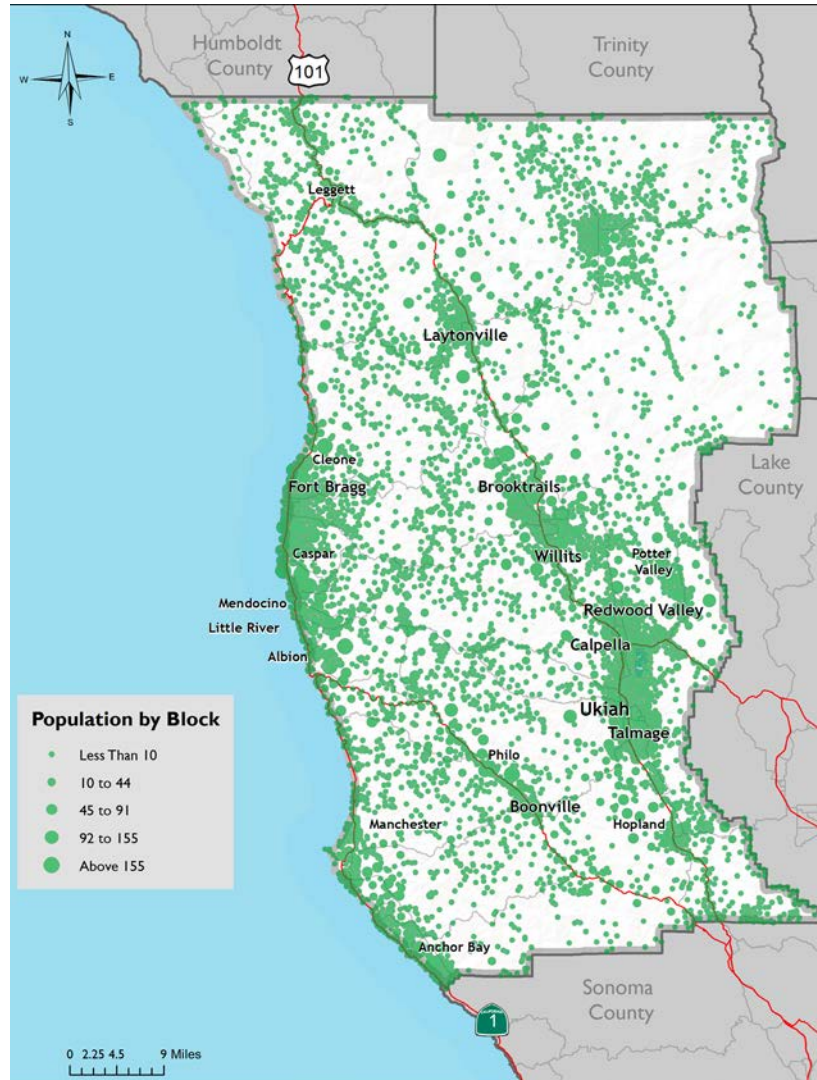 N
W
E
S
Humboldt
County
Trinity
County
101
Leggett
Laytonville
Cleone
Fort Bragg
Brooktrails
Lake
County
Caspar
Willits
Potter
Valley
Mendocino
Redwood Valley
Little River
Calpella
Albion
Ukiah
Talmage
Population by Block
Less Than 10
10 to 44
45 to 91
92 to 155
Above 155
Philo
Boonville
Manchester
Hopland
Anchor Bay
Sonoma
County
CALIFORNIA
1
0 2.25 4.5 9 Miles